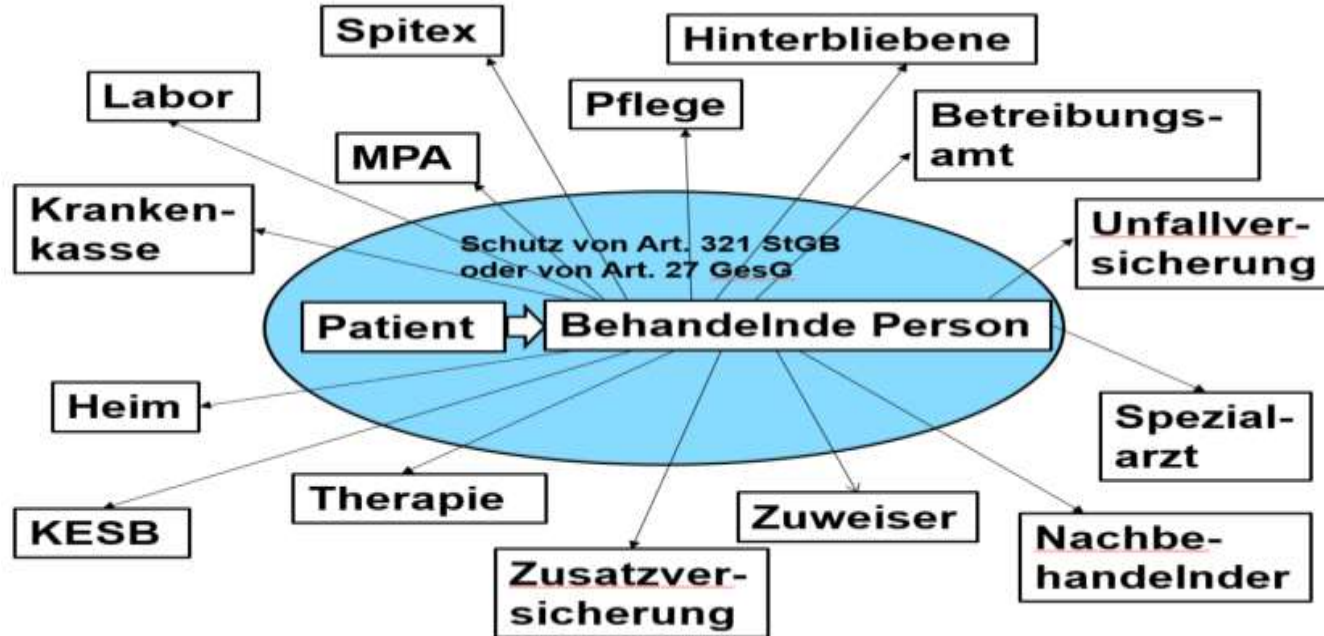 Spitex
Hinterbliebene
Labor
Pflege
Betreibungs-
amt
MPA
Kranken-
kasse
Unfallver-
sicherung
Schutz von Art. 321 StGB
oder von Art. 27 GesG
Patient
Behandelnde Person
Heim
Spezial-
arzt
Therapie
Zuweiser
KESB
Nachbe-
handelnder
Zusatzver-
sicherung